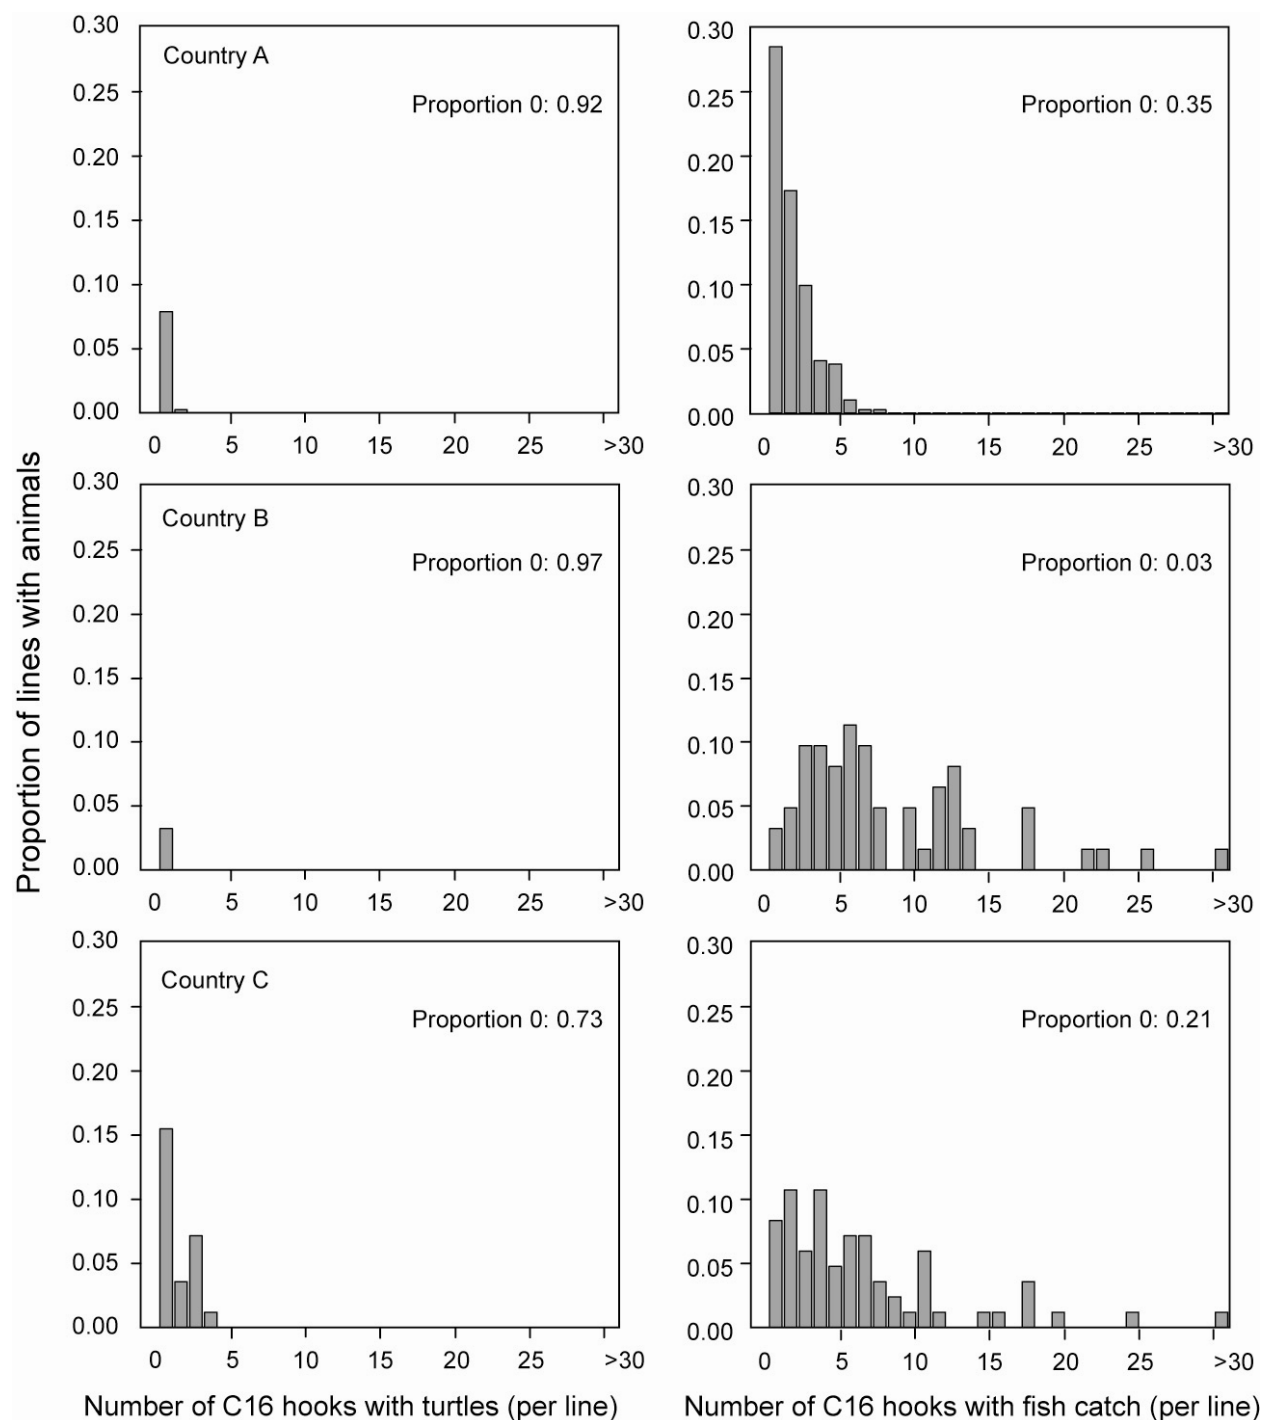 Proportion of lines with animals
Country A
Proportion 0: 0.92
0.30
0.25
0.20
0.15
0.10
0.05
0.00
0 5 10 15 20 25 >30
Proportion 0: 0.35
0.30
0.25
0.20
0.15
0.10
0.05
0.00
0 5 10 15 20 25 >30
Country B
Proportion 0: 0.97
0.30
0.25
0.20
0.15
0.10
0.05
0.00
0 5 10 15 20 25 >30
Proportion 0: 0.03
0.30
0.25
0.20
0.15
0.10
0.05
0.00
0 5 10 15 20 25 >30
Country C
Proportion 0: 0.73
0.30
0.25
0.20
0.15
0.10
0.05
0.00
0 5 10 15 20 25 >30
Number of C16 hooks with turtles (per line)
Proportion 0: 0.21
0.30
0.25
0.20
0.15
0.10
0.05
0.00
0 5 10 15 20 25 >30
Number of C16 hooks with fish catch (per line)